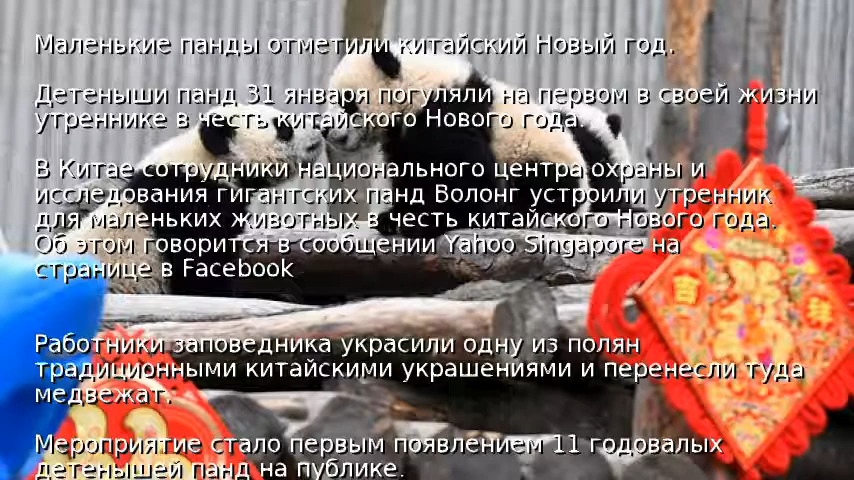 Маленькие панды отметили китайский Новый год.
Детеныши панд 31 января погуляли на первом в своей жизни
утреннике в честь китайского Нового года.
В Китае сотрудники национального центра охраны и
исследования гигантских панд Волонг устроили утренник
для маленьких животных в честь китайского Нового года.
Об этом говорится в сообщении Yahoo Singapore на
странице в Facebook
吉
祥
Работники заповедника украсили одну из полян
традиционными китайскими украшениями и перенесли туда
медвежат.
Мероприятие стало первым появлением 11 годовалых
детенышей панд на публике.